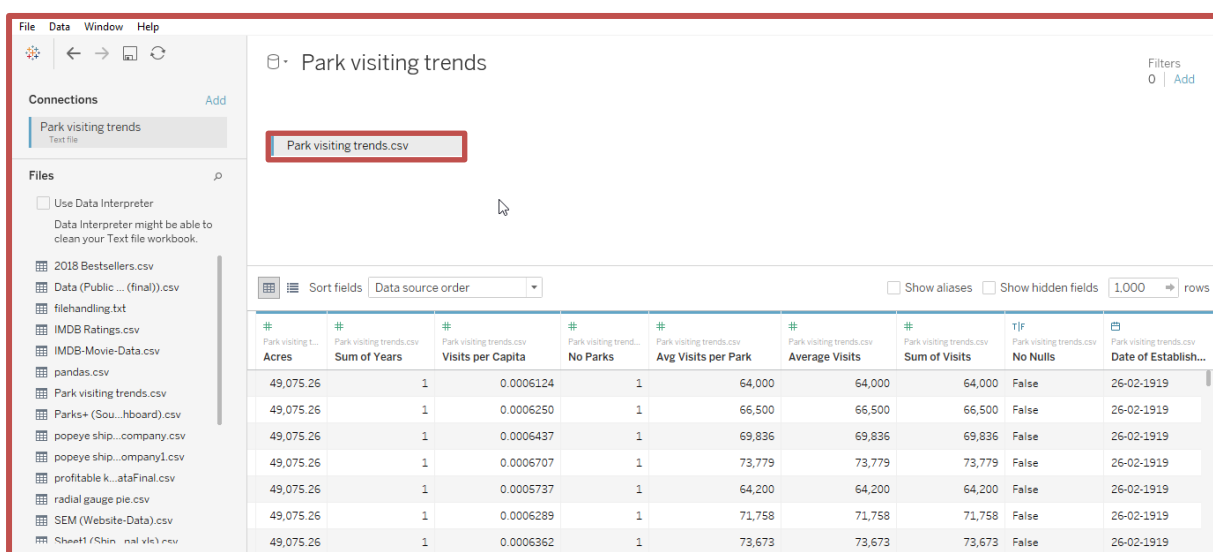 File Data Window Help
Park visiting trends
Filters
0 | Add
Connections Add
Park visiting trends
Text file
Park visiting trends.csv
Files
Use Data Interpreter
Data Interpreter might be able to
clean your Text file workbook.
2018 Bestsellers.csv
Data (Public ... (final)).csv
filehandling.txt
IMDB Ratings.csv
IMDB-Movie-Data.csv
pandas.csv
Park visiting trends.csv
Parks+ (Sou...hboard).csv
popeye ship...company.csv
popeye ship...ompany1.csv
profitable k...ataFinal.csv
radial gauge pie.csv
SEM (Website-Data).csv
Sheet1 (Ship...nal.xls).csv
Sort fields Data source order Show aliases Show hidden fields 1,000 rows
# # # # # # # T|F
Park visiting t... Park visiting trends.csv Park visiting trends.csv Park visiting trend... Park visiting trends.csv Park visiting trends.csv Park visiting trends.csv Park visiting trends.csv Park visiting trends.csv
Acres Sum of Years Visits per Capita No Parks Avg Visits per Park Average Visits Sum of Visits No Nulls Date of Establish...
49,075.26 1 0.0006124 1 64,000 64,000 64,000 False 26-02-1919
49,075.26 1 0.0006250 1 66,500 66,500 66,500 False 26-02-1919
49,075.26 1 0.0006437 1 69,836 69,836 69,836 False 26-02-1919
49,075.26 1 0.0006707 1 73,779 73,779 73,779 False 26-02-1919
49,075.26 1 0.0005737 1 64,200 64,200 64,200 False 26-02-1919
49,075.26 1 0.0006289 1 71,758 71,758 71,758 False 26-02-1919
49,075.26 1 0.0006362 1 73,673 73,673 73,673 False 26-02-1919